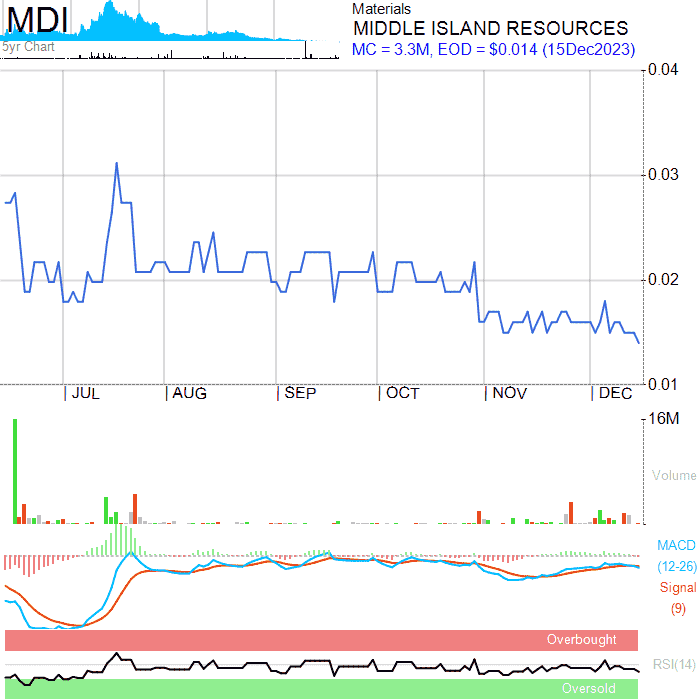 MDI
5yr Chart
Materials
MIDDLE ISLAND RESOURCES
MC = 3.3M, EOD = $0.014 (15Dec2023)
0.04
0.03
0.02
0.01
JUL AUG SEP OCT NOV DEC
16M
Volume
MACD
(12-26)
Signal
(9)
Overbought
RSI(14)
Oversold